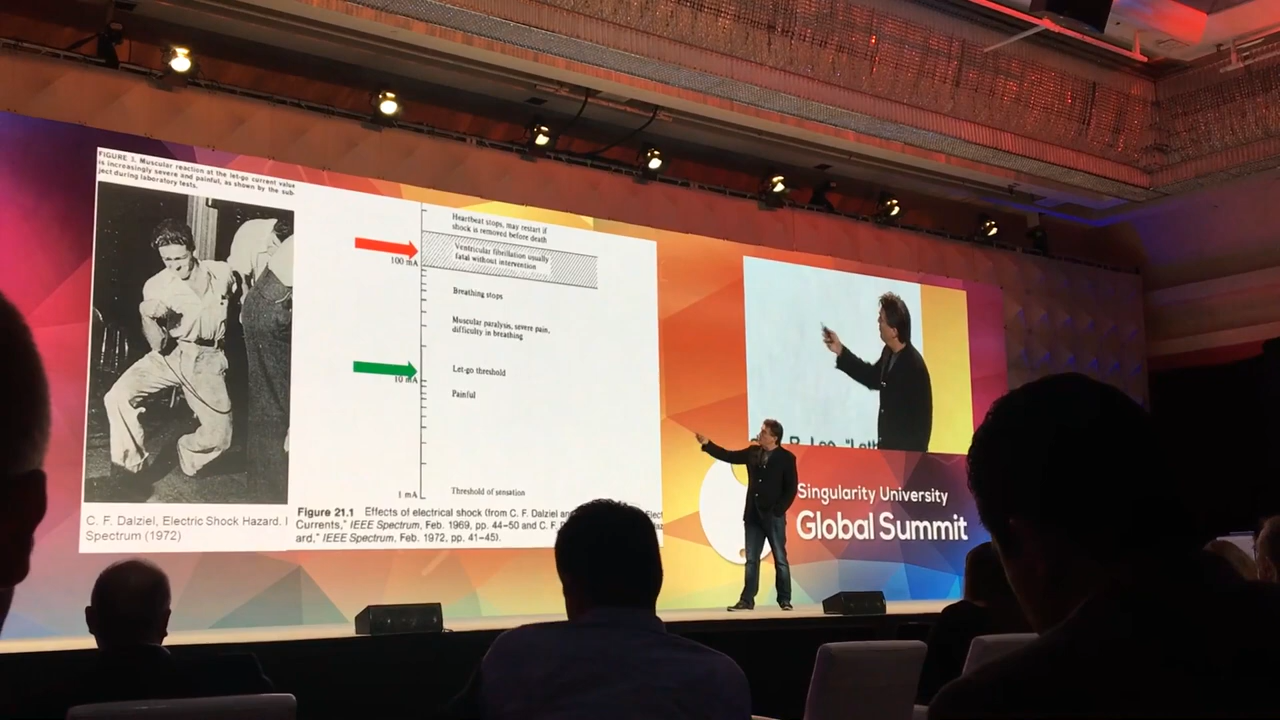 FIGURE 3. Muscular reaction at the let-go current value
is increasingly severe and painful, as shown by the sub-
ject during laboratory tests.
C. F. Dalziel, Electric Shock Hazard. I
Spectrum (1972)
Heartbeat stops, may restart if
shock is removed before death
Ventricular fibrillation usually
fatal without intervention
100 mA
Breathing stops
Muscular paralysis, severe pain,
difficulty in breathing
Let-go threshold
10 mA
Painful
1 mA
Threshold of sensation
Figure 21.1 Effects of electrical shock (from C. F. Dalziel
Currents," IEEE Spectrum, Feb. 1969, pp. 44–50 and C. F.
ard," IEEE Spectrum, Feb. 1972, pp. 41–45).
Singularity University
Global Summit